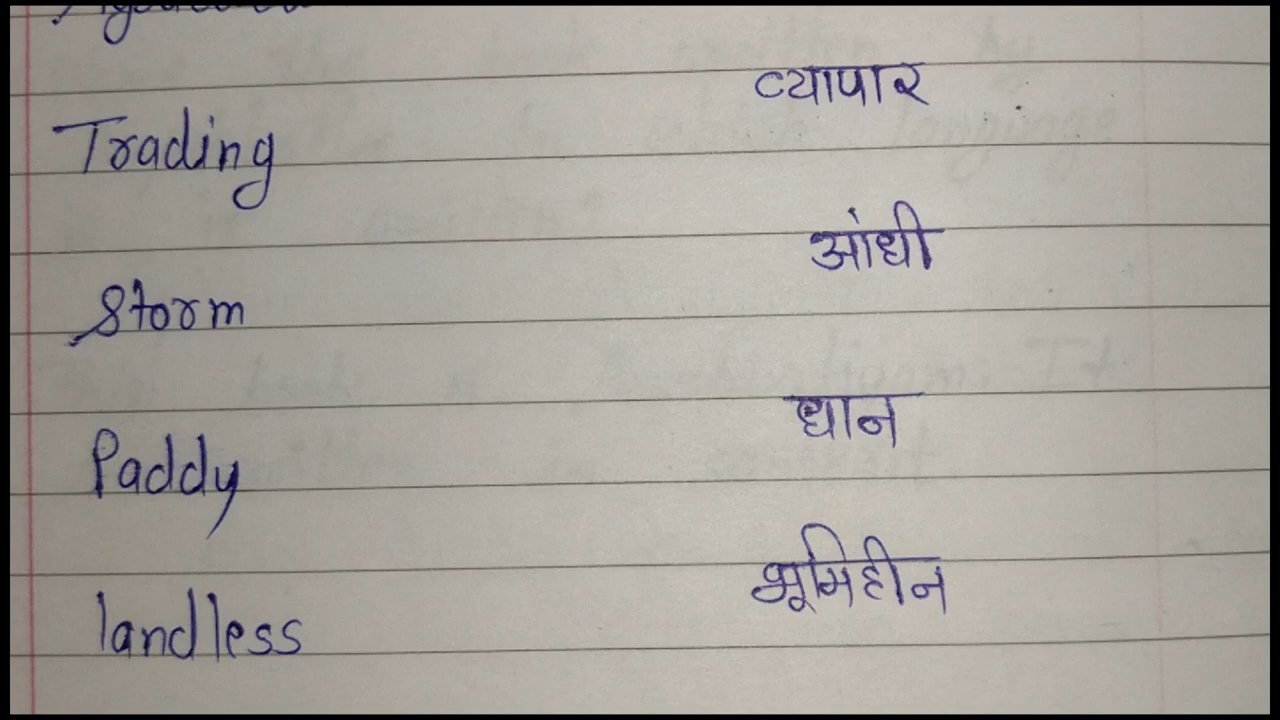 Trading व्यापार
Storm आंधी
Paddy धान
landless भूमिहीन